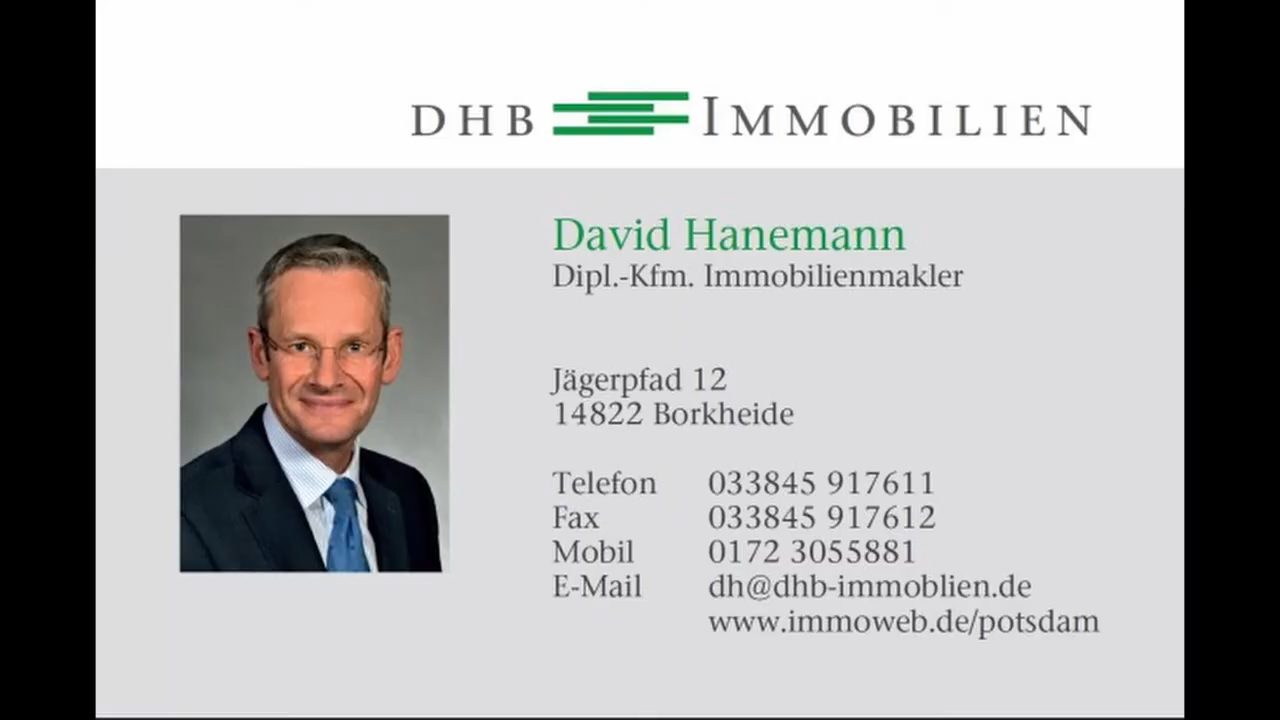 DHB IMMOBILIEN
David Hanemann
Dipl.-Kfm. Immobilienmakler
Jägerpfad 12
14822 Borkheide
Telefon 033845 917611
Fax 033845 917612
Mobil 0172 3055881
E-Mail dh@dhb-immoblien.de
www.immoweb.de/potsdam